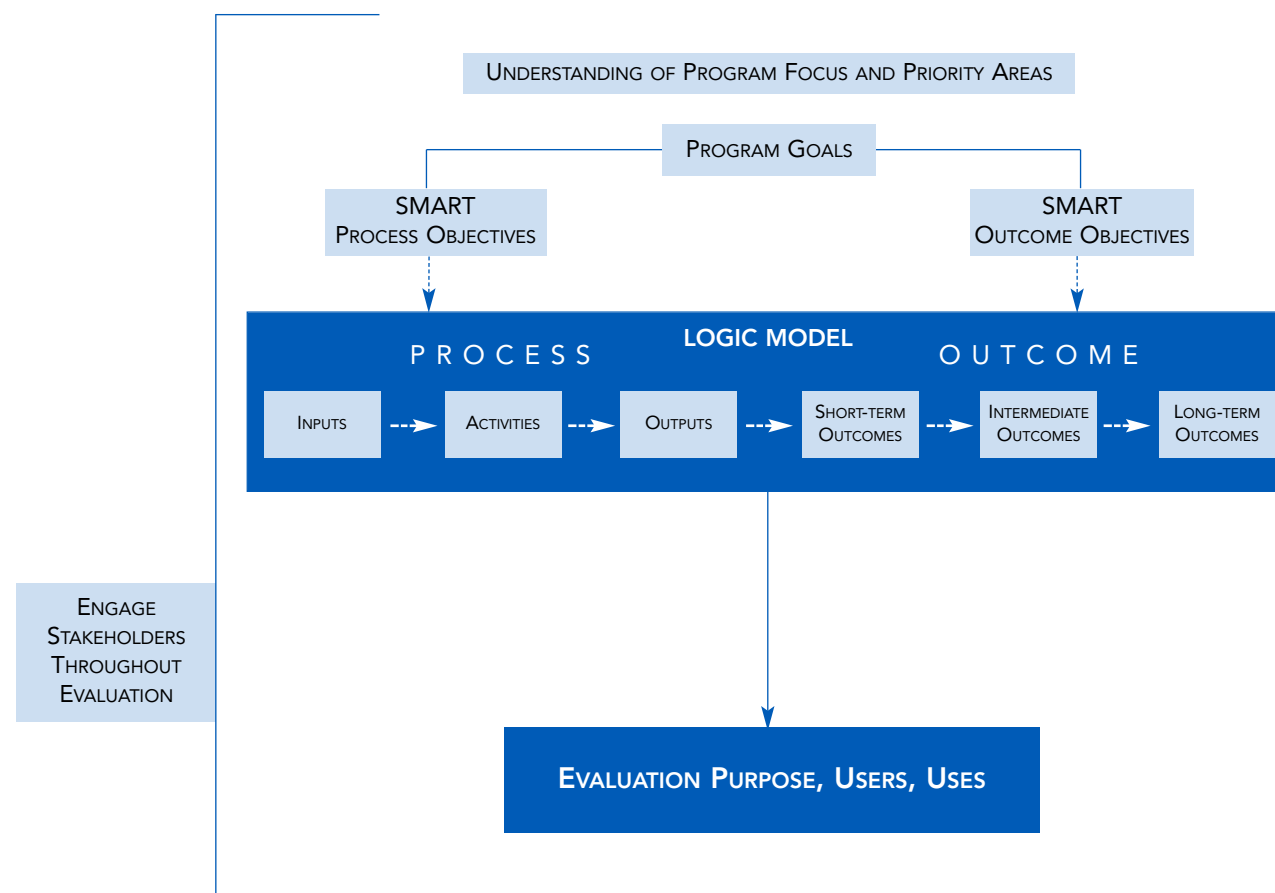 Understanding of Program Focus and Priority Areas
Program Goals
SMART
Process Objectives
SMART
Outcome Objectives
LOGIC MODEL
PROCESS
OUTCOME
Inputs
Activities
Outputs
Short-term
Outcomes
Intermediate
Outcomes
Long-term
Outcomes
Engage
Stakeholders
Throughout
Evaluation
Evaluation Purpose, Users, Uses